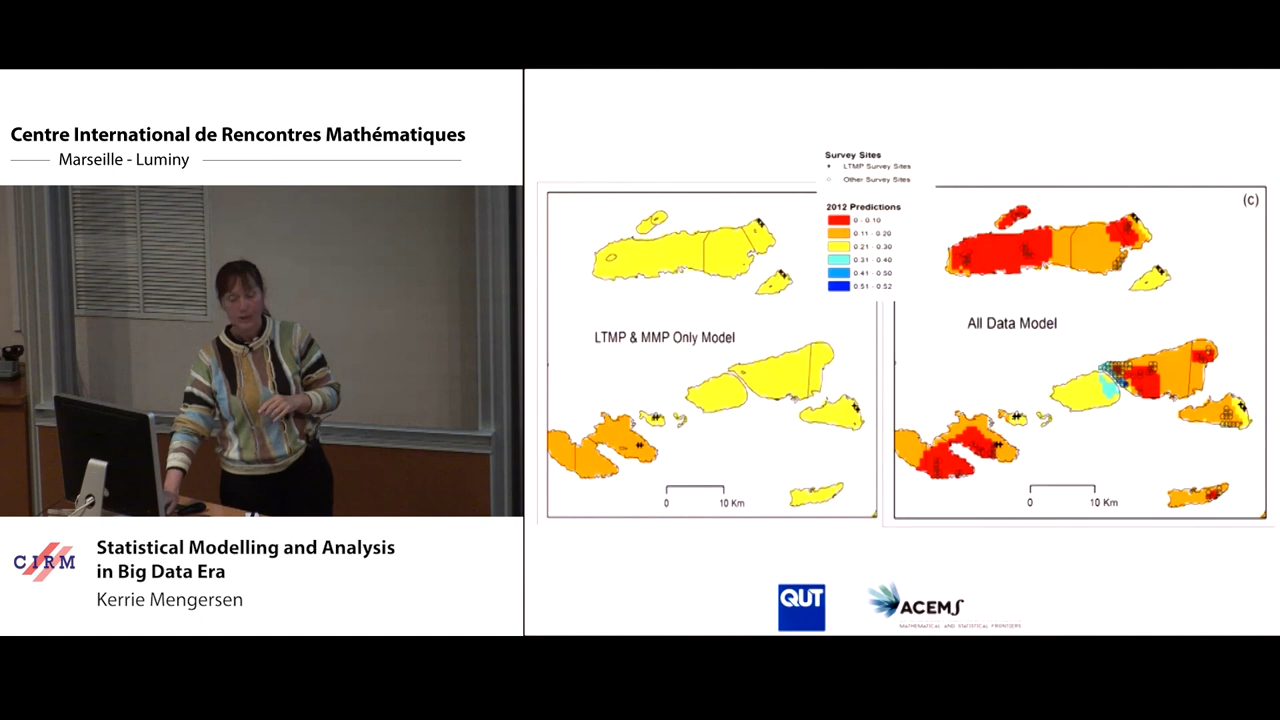 Centre International de Rencontres Mathématiques
Marseille - Luminy
CIRM
Statistical Modelling and Analysis
in Big Data Era
Kerrie Mengersen
Survey Sites
LTMP Survey Sites
Other Survey Sites
2012 Predictions
0 - 0.10
0.11 - 0.20
0.21 - 0.30
0.31 - 0.40
0.41 - 0.50
0.51 - 0.52
LTMP & MMP Only Model
0 10 Km
(c)
All Data Model
0 10 Km
QUT
ACEMS
MATHEMATICAL AND STATISTICAL FRONTIERS